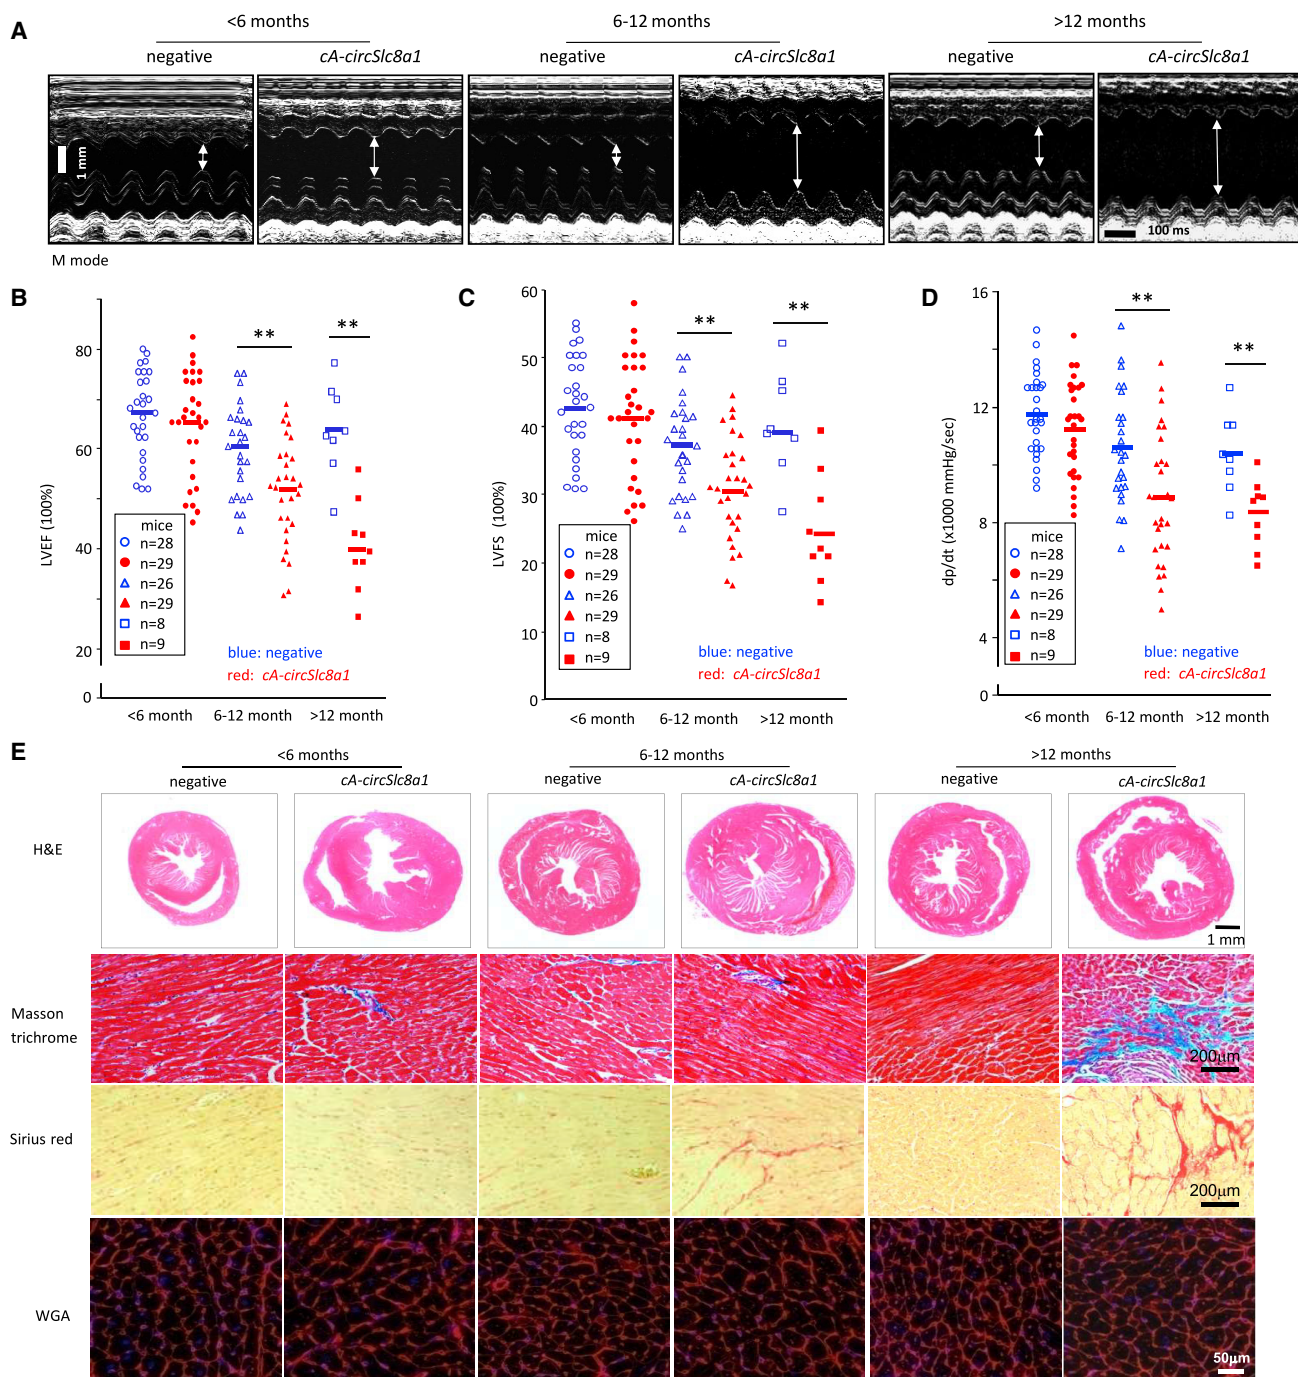 A
<6 months
6-12 months
>12 months
negative
cA-circSlc8a1
negative
cA-circSlc8a1
negative
cA-circSlc8a1
1 mm
100 ms
M mode
B
LVEF (100%)
80
60
40
20
0
**
**
mice
n=28
n=29
n=26
n=29
n=8
n=9
blue: negative
red: cA-circSlc8a1
<6 month
6-12 month
>12 month
C
LVFS (100%)
60
50
40
30
20
10
0
**
**
mice
n=28
n=29
n=26
n=29
n=8
n=9
blue: negative
red: cA-circSlc8a1
<6 month
6-12 month
>12 month
D
dp/dt (x1000 mmHg/sec)
16
12
8
4
0
**
**
mice
n=28
n=29
n=26
n=29
n=8
n=9
blue: negative
red: cA-circSlc8a1
<6 month
6-12 month
>12 month
E
<6 months
6-12 months
>12 months
negative
cA-circSlc8a1
negative
cA-circSlc8a1
negative
cA-circSlc8a1
H&E
1 mm
Masson
trichrome
200μm
Sirius red
200μm
WGA
50μm